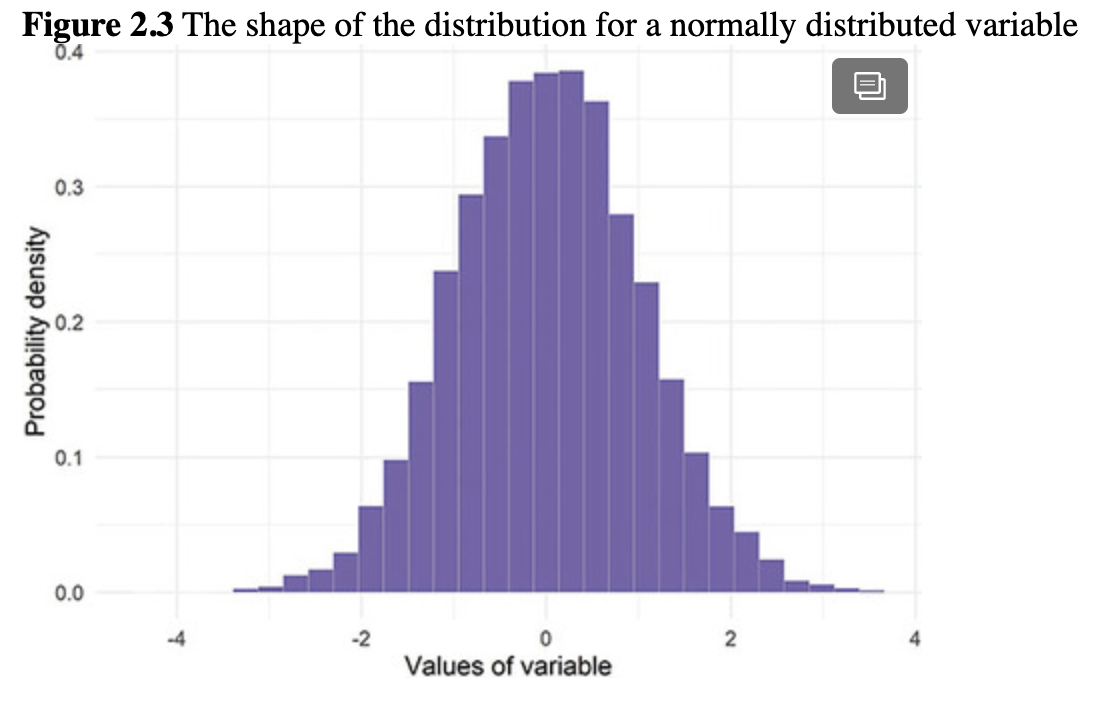 Figure 2.3 The shape of the distribution for a normally distributed variable
0.4
0.3
0.2
0.1
0.0
Probability density
-4 -2 0 2 4
Values of variable